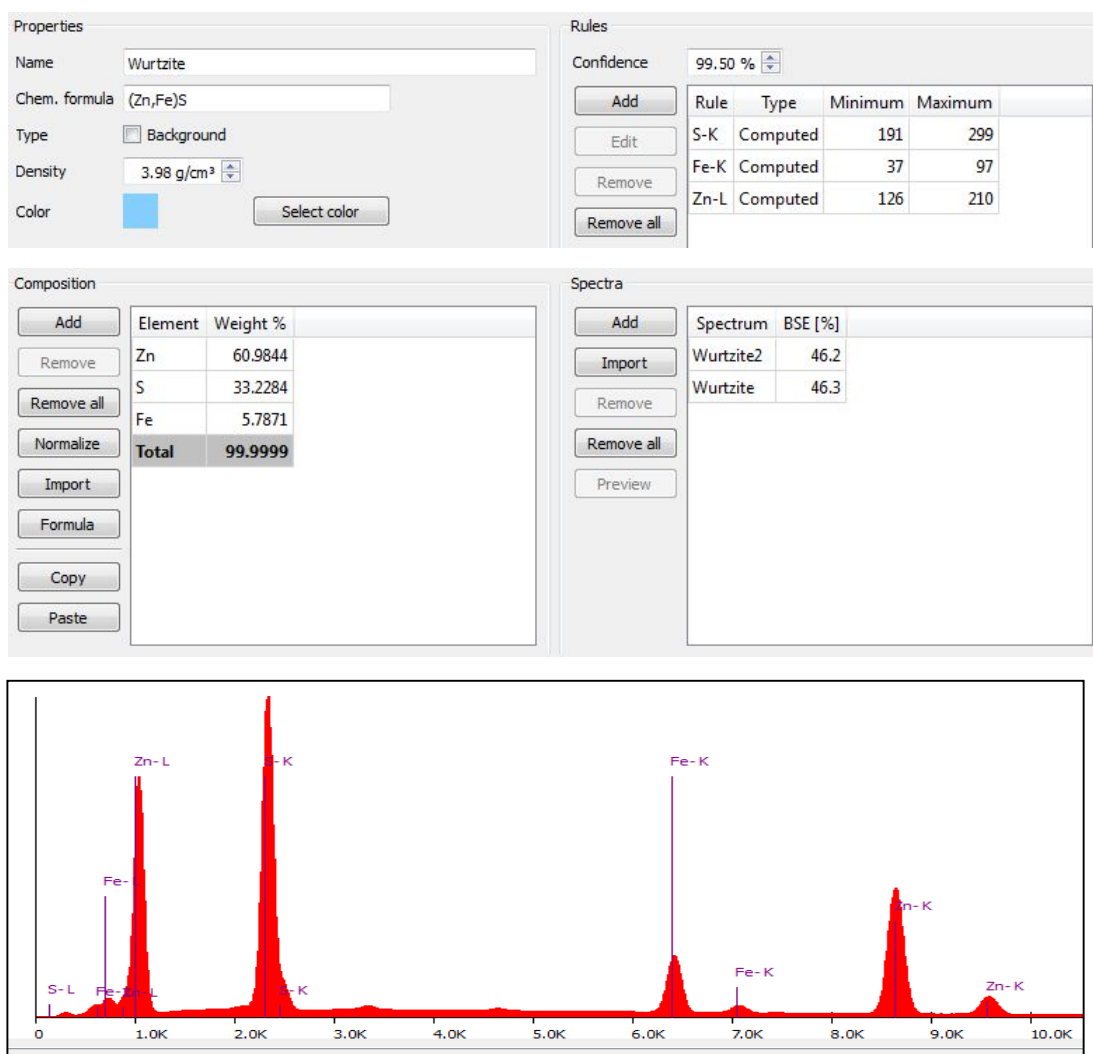 Properties
Name Wurtzite
Chem. formula (Zn,Fe)S
Type Background
Density 3.98 g/cm³
Color Select color
Rules
Confidence 99.50 %
Add
Edit
Remove
Remove all
Rule Type Minimum Maximum
S-K Computed 191 299
Fe-K Computed 37 97
Zn-L Computed 126 210
Composition
Add
Remove
Remove all
Normalize
Import
Formula
Copy
Paste
Element Weight %
Zn 60.9844
S 33.2284
Fe 5.7871
Total 99.9999
Spectra
Add
Import
Remove
Remove all
Preview
Spectrum BSE [%]
Wurtzite2 46.2
Wurtzite 46.3
Zn-L S-K Fe-K
Fe-L Zn-K
Fe-K
S-L Zn-L S-K Zn-K
0 1.0K 2.0K 3.0K 4.0K 5.0K 6.0K 7.0K 8.0K 9.0K 10.0K